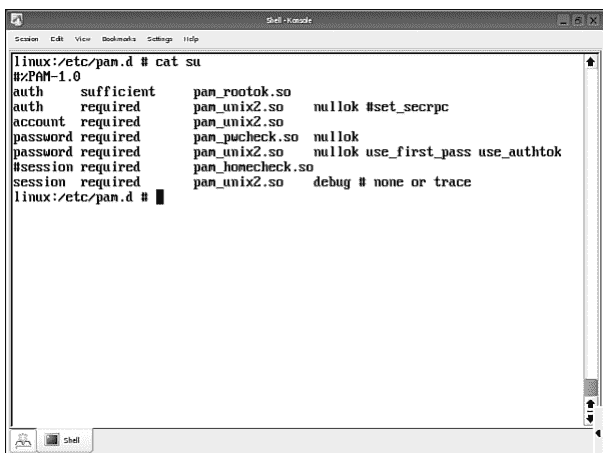 Shell - Konsole
Session Edit View Bookmarks Settings Help
linux:/etc/pam.d # cat su
#%PAM-1.0
auth     sufficient     pam_rootok.so
auth     required       pam_unix2.so    nullok #set_secrpc
account  required       pam_unix2.so
password required       pam_pwcheck.so  nullok
password required       pam_unix2.so    nullok use_first_pass use_authtok
#session required       pam_homecheck.so
session  required       pam_unix2.so    debug # none or trace
linux:/etc/pam.d #
Shell